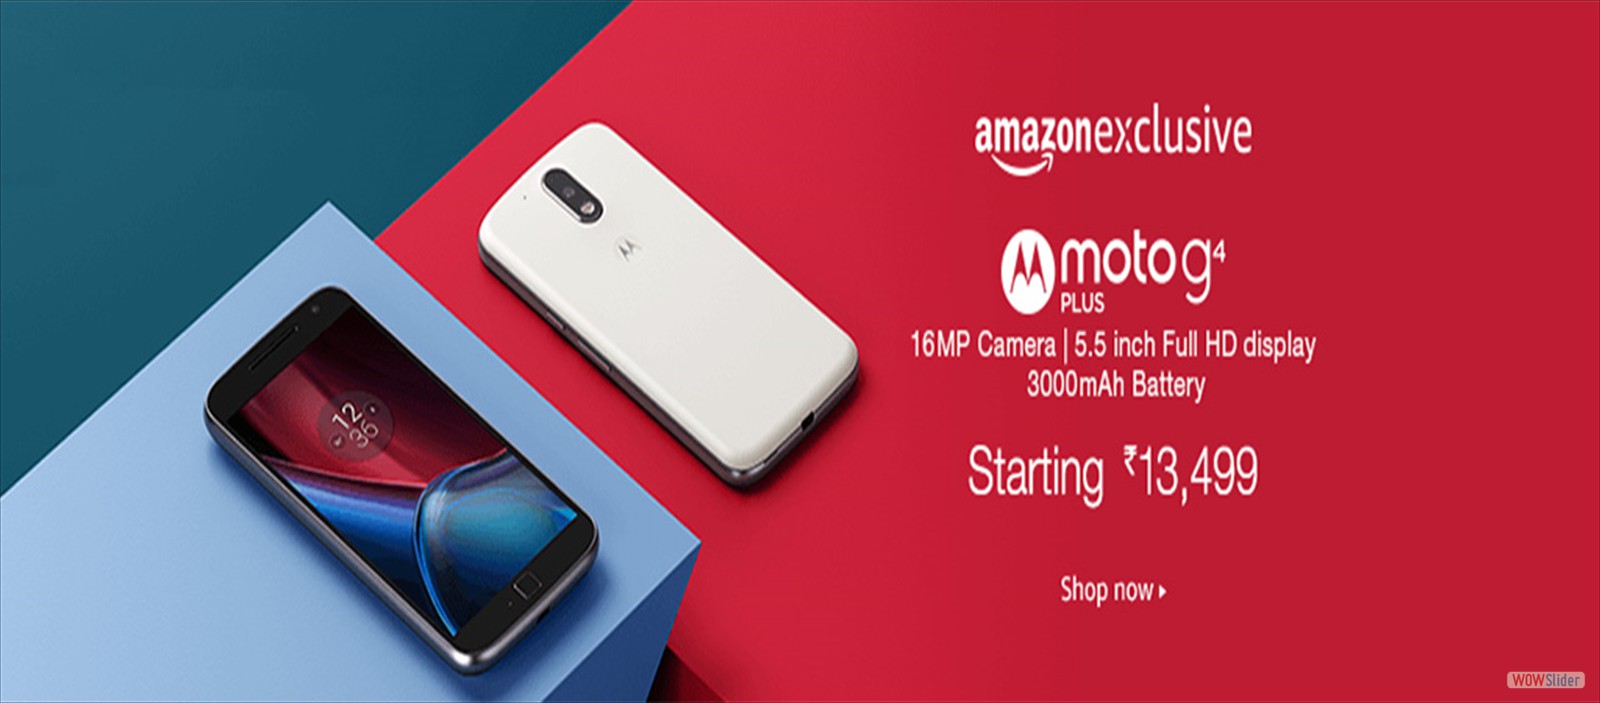 amazonexclusive
moto g⁴
PLUS
16MP Camera | 5.5 inch Full HD display
3000mAh Battery
Starting ₹13,499
Shop now
12
36
WOWSlider